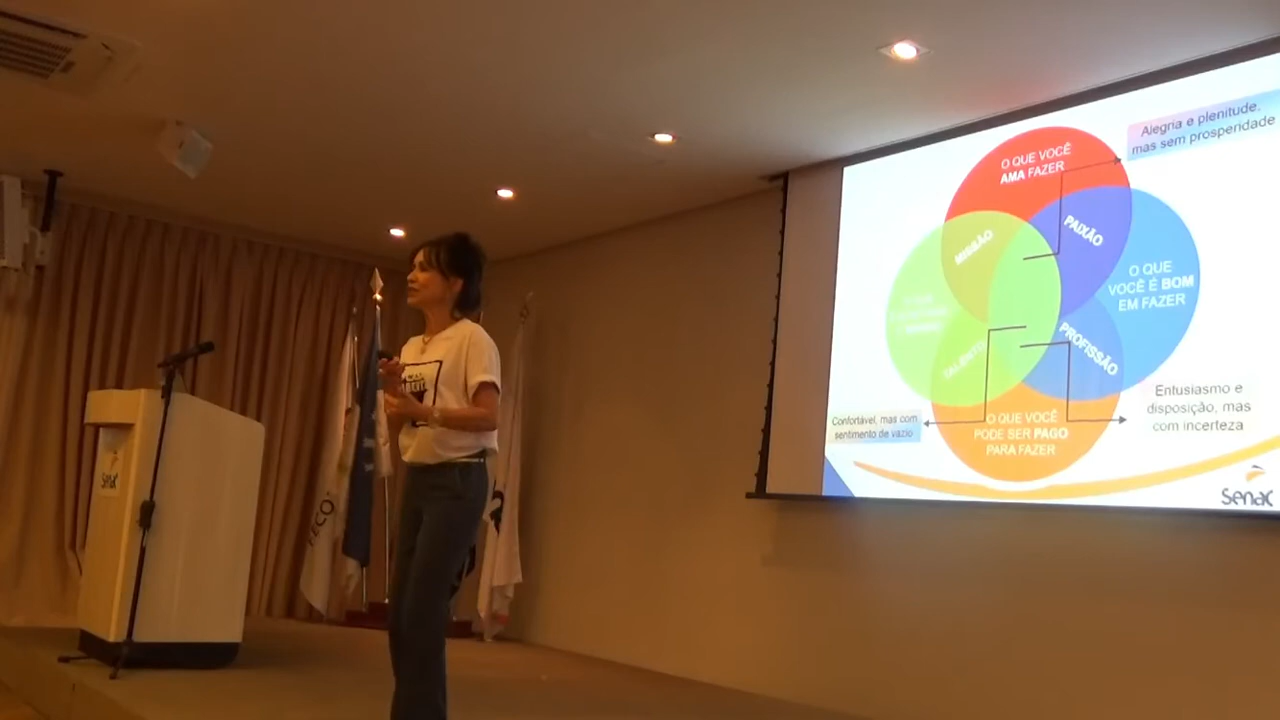 Alegria e plenitude,
mas sem prosperidade
O QUE VOCÊ
AMA FAZER
MISSÃO
PAIXÃO
O QUE
VOCÊ É BOM
EM FAZER
PROFISSÃO
TALENTO
Confortável, mas com
sentimento de vazio
O QUE VOCÊ
PODE SER PAGO
PARA FAZER
Entusiasmo e
disposição, mas
com incerteza
Senac
Senac
FECO